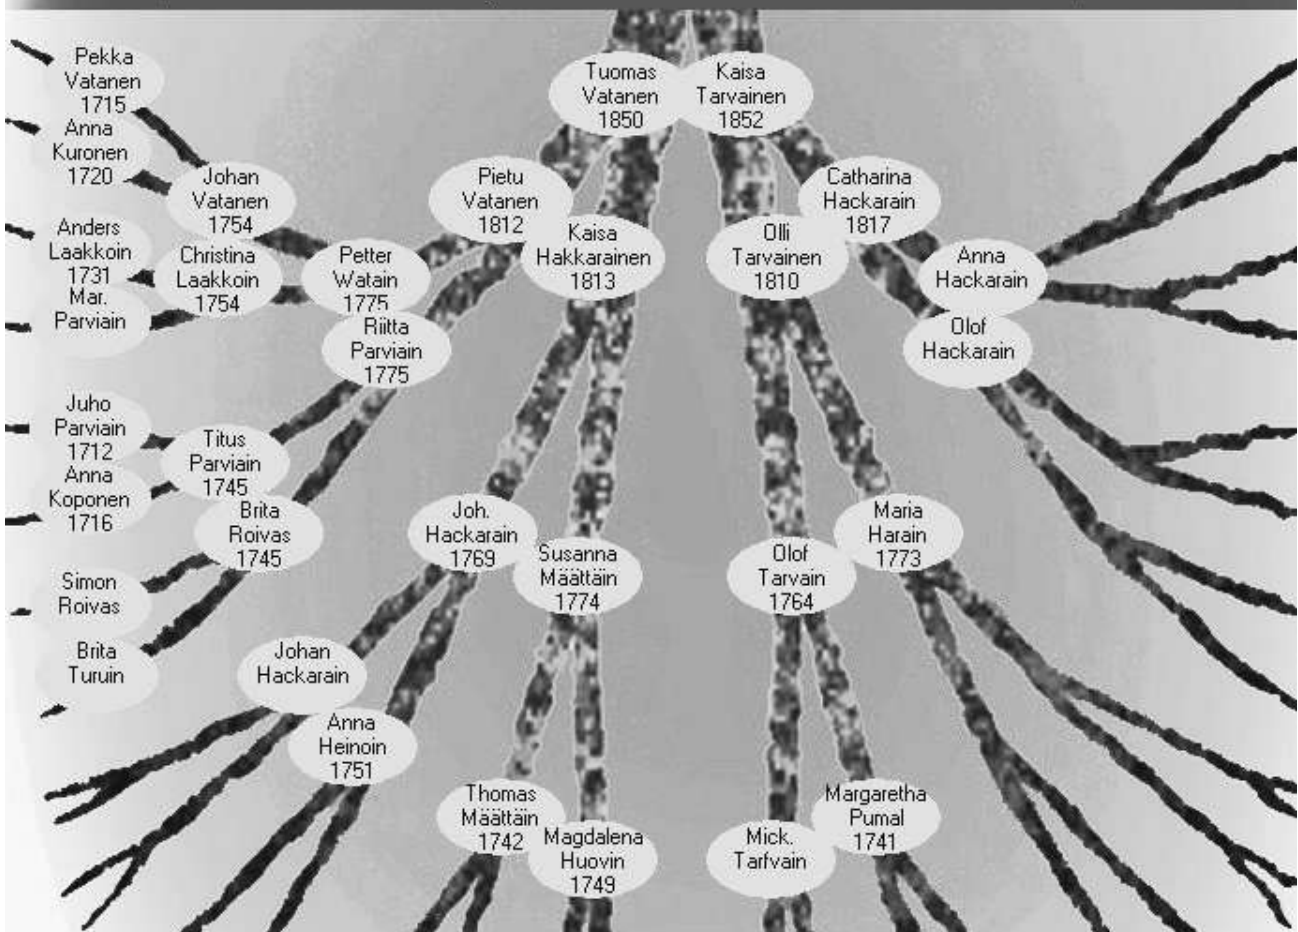 Pekka
Vatanen
1715
Anna
Kuronen
1720
Anders
Laakkoin
1731
Mar.
Parviain
Juho
Parviain
1712
Anna
Koponen
1716
Simon
Roivas
Brita
Turuin
Johan
Vatanen
1754
Christina
Laakkoin
1754
Titus
Parviain
1745
Brita
Roivas
1745
Petter
Watain
1775
Riitta
Parviain
1775
Johan
Hackarain
Anna
Heinoin
1751
Pietu
Vatanen
1812
Kaisa
Hakkarainen
1813
Joh.
Hackarain
1769
Susanna
Määttäin
1774
Thomas
Määttäin
1742
Magdalena
Huovin
1749
Tuomas
Vatanen
1850
Kaisa
Tarvainen
1852
Catharina
Hackarain
1817
Olli
Tarvainen
1810
Anna
Hackarain
Olof
Hackarain
Maria
Harain
1773
Olof
Tarvain
1764
Margaretha
Pumal
1741
Mick.
Tarfvain